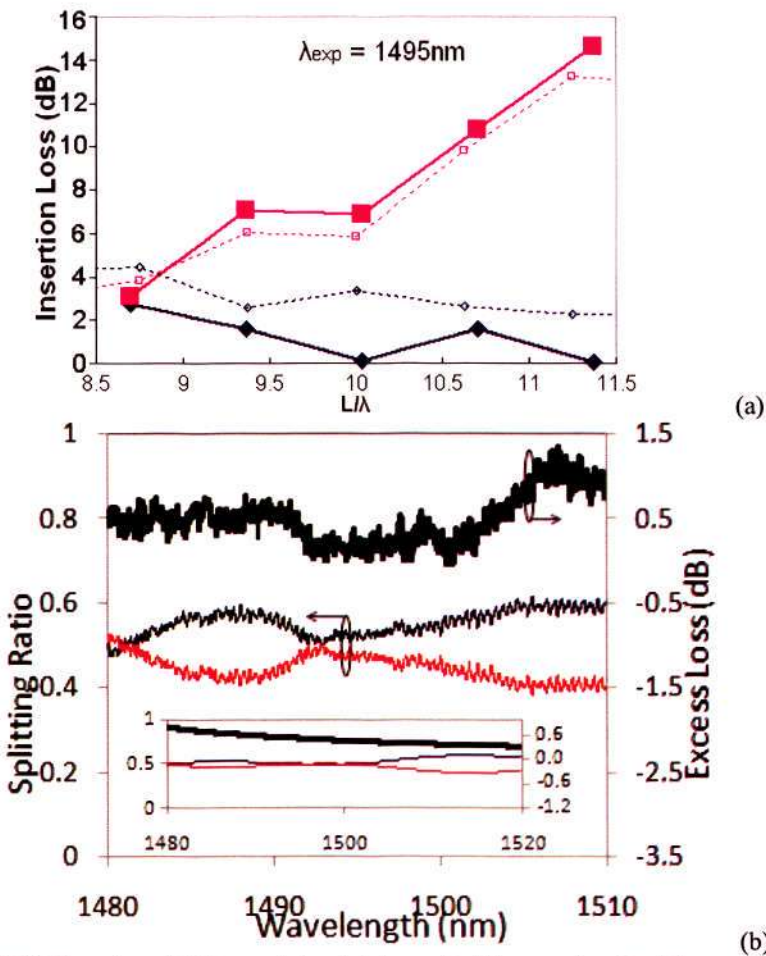 16
14
12
10
8
6
4
2
0
Insertion Loss (dB)
λexp = 1495nm
8.5 9 9.5 10 10.5 11 11.5
L/λ
(a)
1
0.8
0.6
0.4
0.2
0
Splitting Ratio
1.5
0.5
-0.5
-1.5
-2.5
-3.5
Excess Loss (dB)
1
0.5
0
0.6
0.0
-0.6
-1.2
1480 1500 1520
1480 1490 1500 1510
Wavelength (nm)
(b)